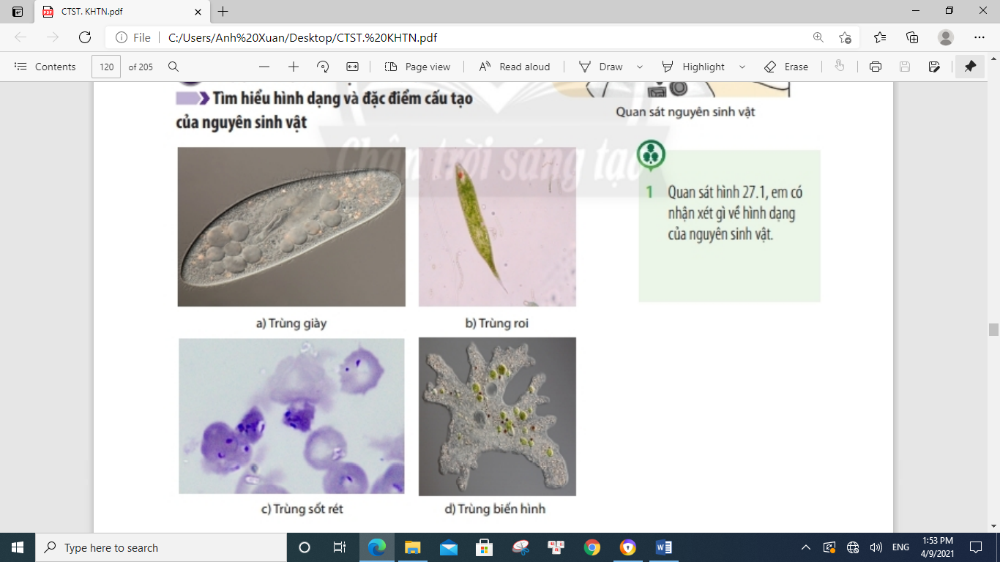 CTST. KHTN.pdf
File
C:/Users/Anh%20Xuan/Desktop/CTST.%20KHTN.pdf
Contents
120 of 205
Page view
Read aloud
Draw
Highlight
Erase
Tìm hiểu hình dạng và đặc điểm cấu tạo
của nguyên sinh vật
Quan sát nguyên sinh vật
Chân trời sáng tạo
1 Quan sát hình 27.1, em có
nhận xét gì về hình dạng
của nguyên sinh vật.
a) Trùng giày
b) Trùng roi
c) Trùng sốt rét
d) Trùng biến hình
Type here to search
ENG
1:53 PM
4/9/2021